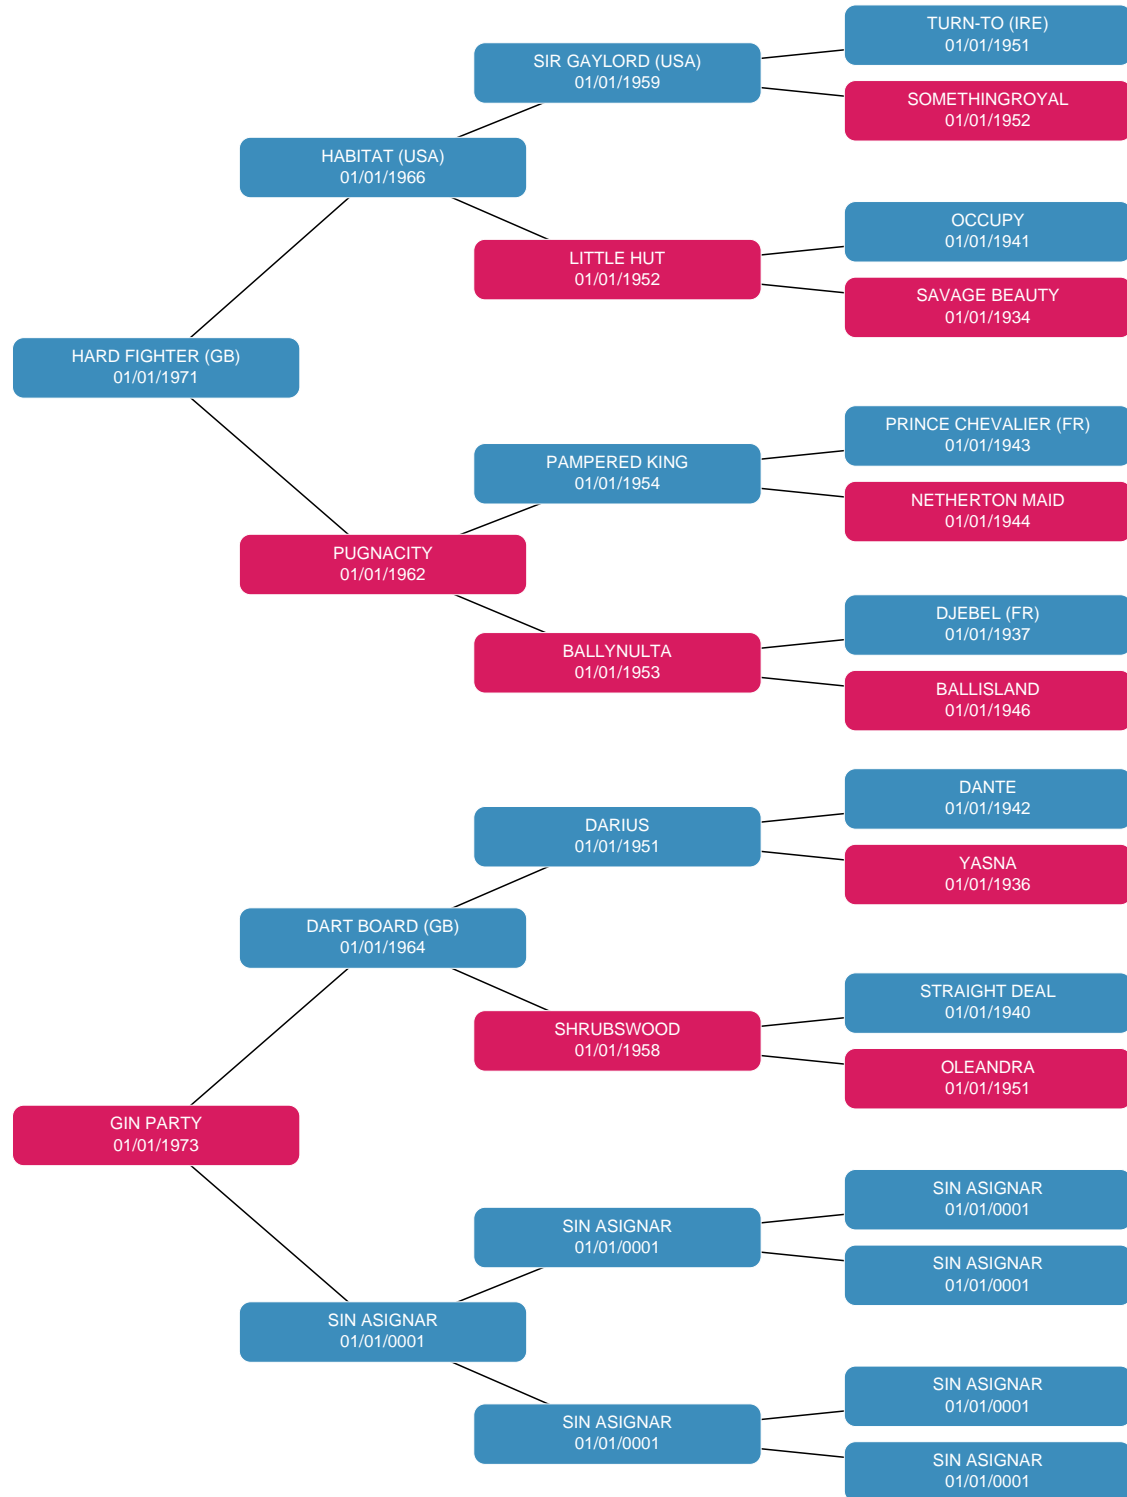 TURN-TO (IRE)
01/01/1951
SIR GAYLORD (USA)
01/01/1959
SOMETHINGROYAL
01/01/1952
HABITAT (USA)
01/01/1966
OCCUPY
01/01/1941
LITTLE HUT
01/01/1952
SAVAGE BEAUTY
01/01/1934
HARD FIGHTER (GB)
01/01/1971
PRINCE CHEVALIER (FR)
01/01/1943
PAMPERED KING
01/01/1954
NETHERTON MAID
01/01/1944
PUGNACITY
01/01/1962
DJEBEL (FR)
01/01/1937
BALLYNULTA
01/01/1953
BALLISLAND
01/01/1946
DANTE
01/01/1942
DARIUS
01/01/1951
YASNA
01/01/1936
DART BOARD (GB)
01/01/1964
STRAIGHT DEAL
01/01/1940
SHRUBSWOOD
01/01/1958
OLEANDRA
01/01/1951
GIN PARTY
01/01/1973
SIN ASIGNAR
01/01/0001
SIN ASIGNAR
01/01/0001
SIN ASIGNAR
01/01/0001
SIN ASIGNAR
01/01/0001
SIN ASIGNAR
01/01/0001
SIN ASIGNAR
01/01/0001
SIN ASIGNAR
01/01/0001